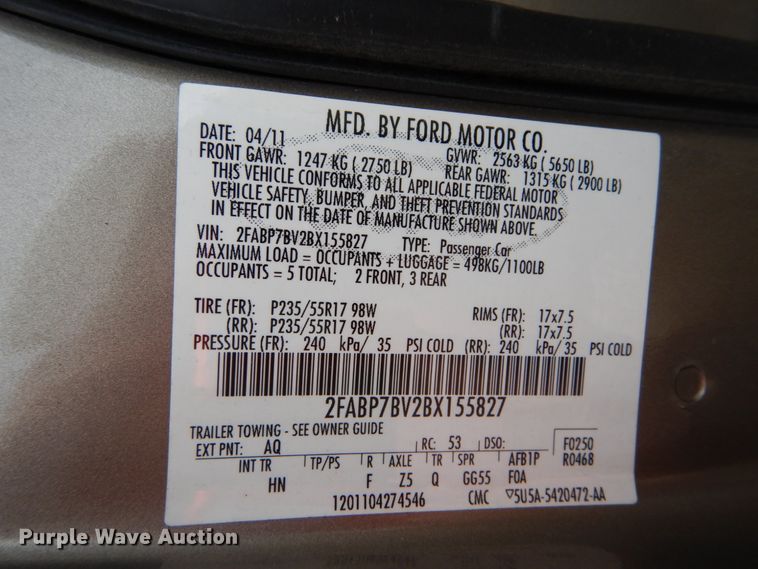 MFD. BY FORD MOTOR CO.
DATE: 04/11 GVWR: 2563 KG ( 5650 LB)
FRONT GAWR: 1247 KG ( 2750 LB) REAR GAWR: 1315 KG ( 2900 LB)
THIS VEHICLE CONFORMS TO ALL APPLICABLE FEDERAL MOTOR
VEHICLE SAFETY, BUMPER, AND THEFT PREVENTION STANDARDS
IN EFFECT ON THE DATE OF MANUFACTURE SHOWN ABOVE.
VIN: 2FABP7BV2BX155827 TYPE: Passenger Car
MAXIMUM LOAD = OCCUPANTS + LUGGAGE = 498KG/1100LB
OCCUPANTS = 5 TOTAL; 2 FRONT, 3 REAR
TIRE (FR): P235/55R17 98W RIMS (FR): 17x7.5
(RR): P235/55R17 98W (RR): 17x7.5
PRESSURE (FR): 240 kPa/ 35 PSI COLD (RR): 240 kPa/ 35 PSI COLD
2FABP7BV2BX155827
TRAILER TOWING - SEE OWNER GUIDE
EXT PNT: AQ RC: 53 DSO: F0250
INT TR TP/PS R AXLE TR SPR AFB1P R0468
HN F Z5 Q GG55 FOA
1201104274546 CMC ▽5U5A-5420472-AA
Purple Wave Auction